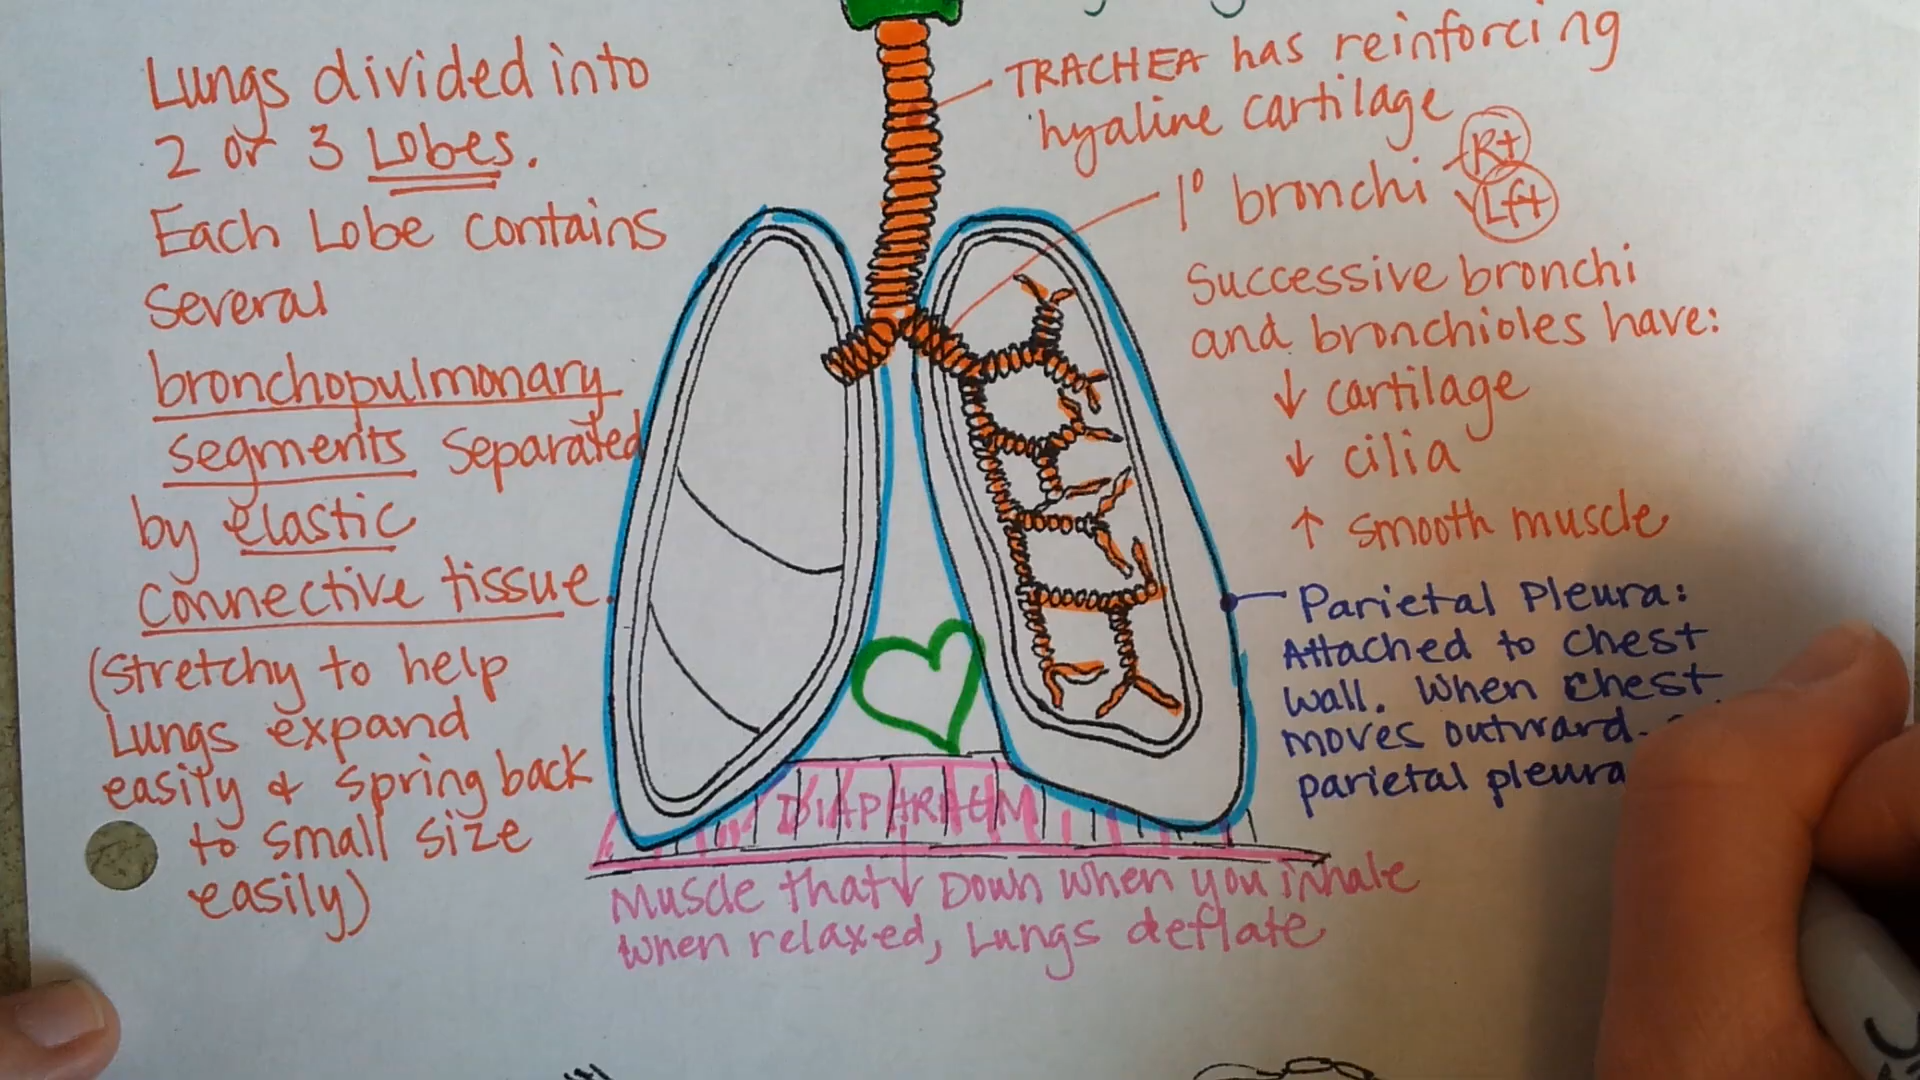 Lungs divided into
2 or 3 Lobes.
Each Lobe contains
several
bronchopulmonary
segments separated
by elastic
connective tissue.
(stretchy to help
Lungs expand
easily & spring back
to small size
easily)
TRACHEA has reinforcing
hyaline cartilage
1° bronchi Rt
Lft
Successive bronchi
and bronchioles have:
↓ cartilage
↓ cilia
↑ smooth muscle
Parietal Pleura:
Attached to chest
wall. When chest
moves outward
parietal pleura
DIAPHRAGM
Muscle that ↓ Down when you inhale
when relaxed, Lungs deflate